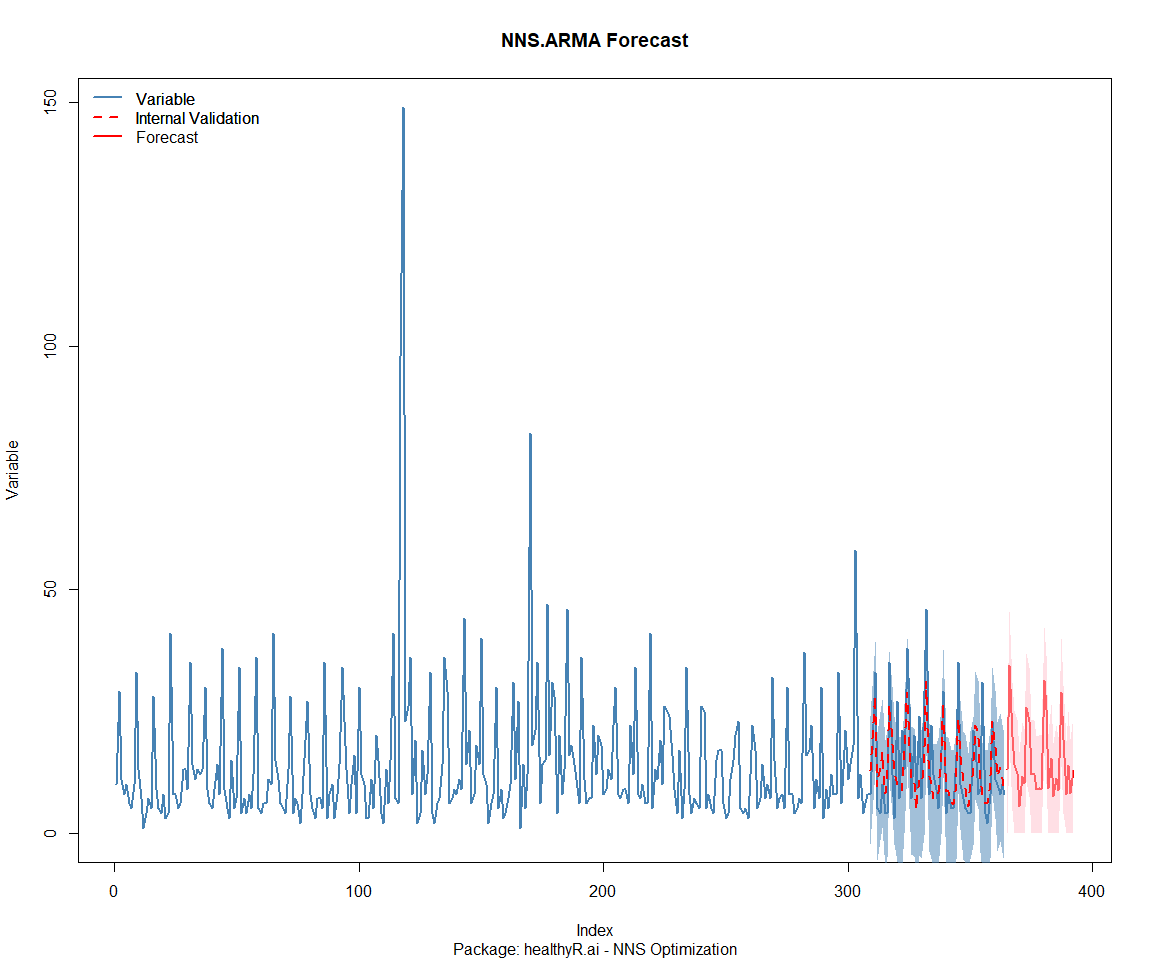 NNS.ARMA Forecast
Variable
Internal Validation
Forecast
150
100
50
0
Variable
0
100
200
300
400
Index
Package: healthyR.ai - NNS Optimization